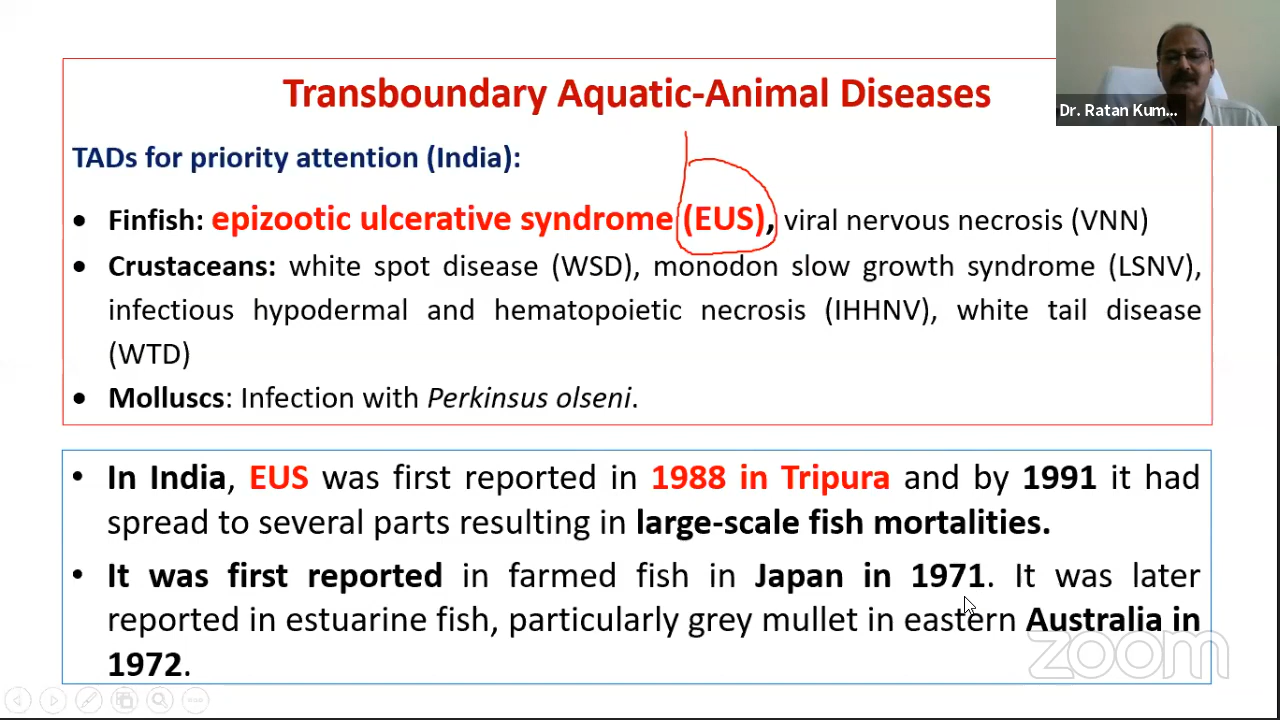 Transboundary Aquatic-Animal Diseases
Dr. Ratan Kum...
TADs for priority attention (India):
• Finfish: epizootic ulcerative syndrome (EUS), viral nervous necrosis (VNN)
• Crustaceans: white spot disease (WSD), monodon slow growth syndrome (LSNV),
infectious hypodermal and hematopoietic necrosis (IHHNV), white tail disease
(WTD)
• Molluscs: Infection with Perkinsus olseni.
• In India, EUS was first reported in 1988 in Tripura and by 1991 it had
spread to several parts resulting in large-scale fish mortalities.
• It was first reported in farmed fish in Japan in 1971. It was later
reported in estuarine fish, particularly grey mullet in eastern Australia in
1972.
zoom